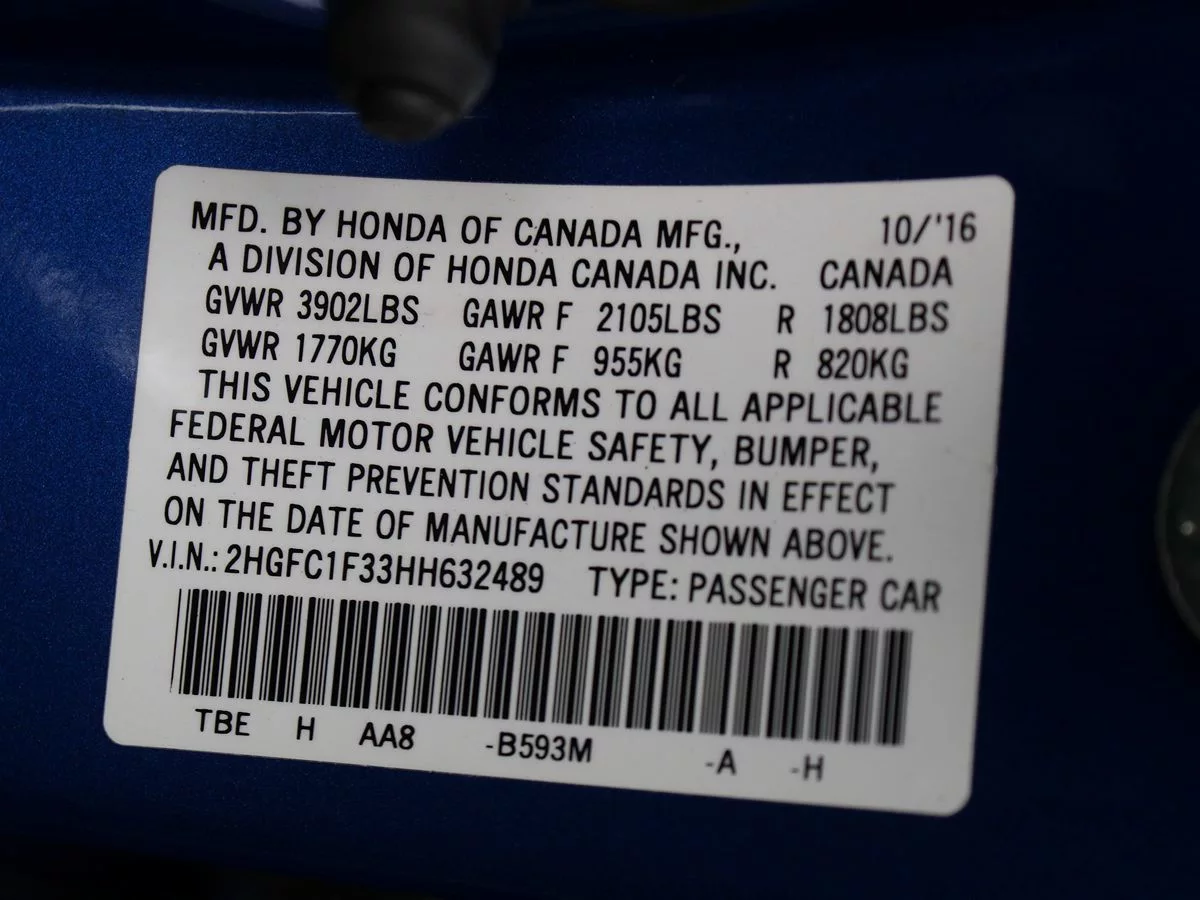 MFD. BY HONDA OF CANADA MFG., 10/'16
A DIVISION OF HONDA CANADA INC. CANADA
GVWR 3902LBS GAWR F 2105LBS R 1808LBS
GVWR 1770KG GAWR F 955KG R 820KG
THIS VEHICLE CONFORMS TO ALL APPLICABLE
FEDERAL MOTOR VEHICLE SAFETY, BUMPER,
AND THEFT PREVENTION STANDARDS IN EFFECT
ON THE DATE OF MANUFACTURE SHOWN ABOVE.
V.I.N.: 2HGFC1F33HH632489 TYPE: PASSENGER CAR
TBE H AA8 -B593M -A -H